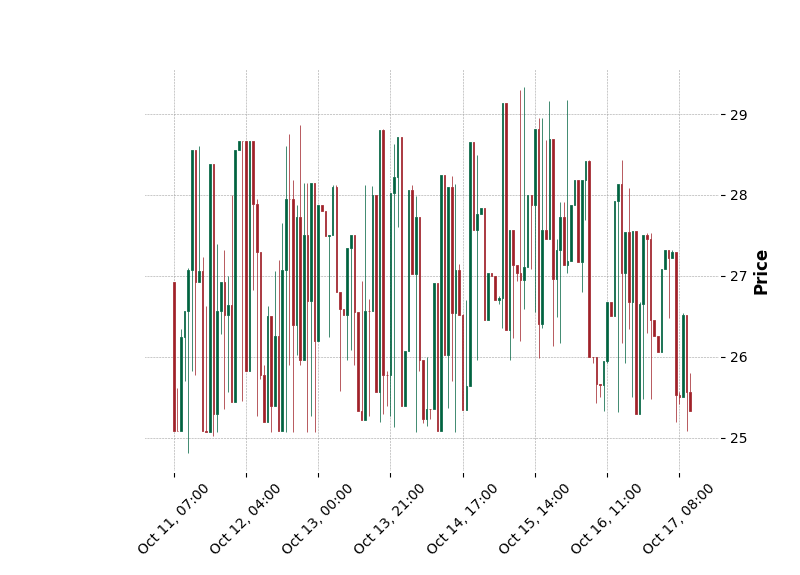 29
28
27
26
25
Price
Oct 11, 07:00
Oct 12, 04:00
Oct 13, 00:00
Oct 13, 21:00
Oct 14, 17:00
Oct 15, 14:00
Oct 16, 11:00
Oct 17, 08:00